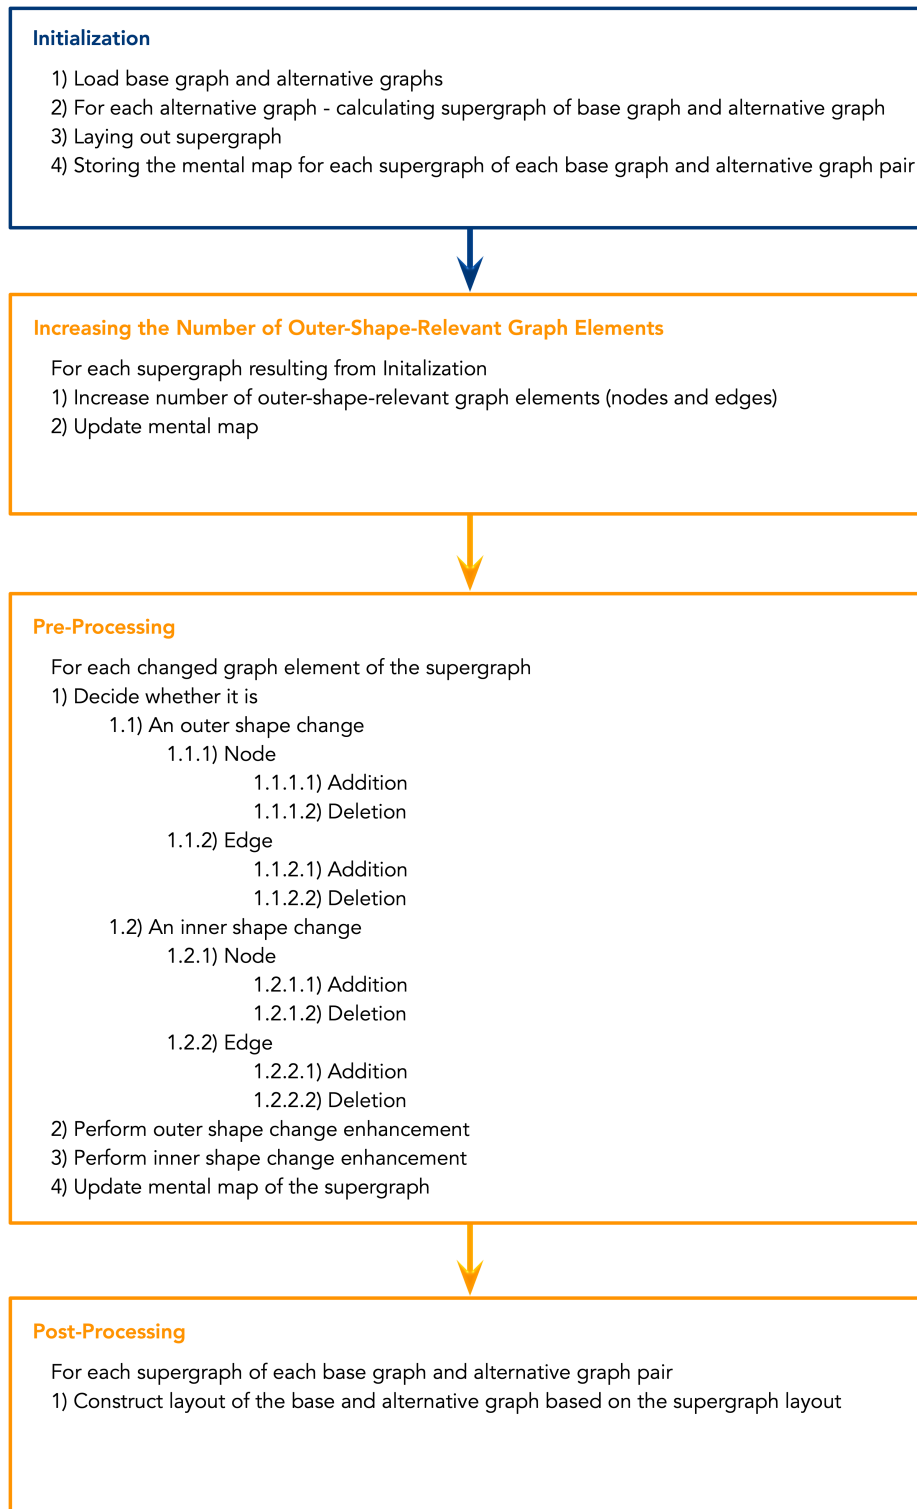 Initialization
1) Load base graph and alternative graphs
2) For each alternative graph - calculating supergraph of base graph and alternative graph
3) Laying out supergraph
4) Storing the mental map for each supergraph of each base graph and alternative graph pair
Increasing the Number of Outer-Shape-Relevant Graph Elements
For each supergraph resulting from Initalization
1) Increase number of outer-shape-relevant graph elements (nodes and edges)
2) Update mental map
Pre-Processing
For each changed graph element of the supergraph
1) Decide whether it is
1.1) An outer shape change
1.1.1) Node
1.1.1.1) Addition
1.1.1.2) Deletion
1.1.2) Edge
1.1.2.1) Addition
1.1.2.2) Deletion
1.2) An inner shape change
1.2.1) Node
1.2.1.1) Addition
1.2.1.2) Deletion
1.2.2) Edge
1.2.2.1) Addition
1.2.2.2) Deletion
2) Perform outer shape change enhancement
3) Perform inner shape change enhancement
4) Update mental map of the supergraph
Post-Processing
For each supergraph of each base graph and alternative graph pair
1) Construct layout of the base and alternative graph based on the supergraph layout